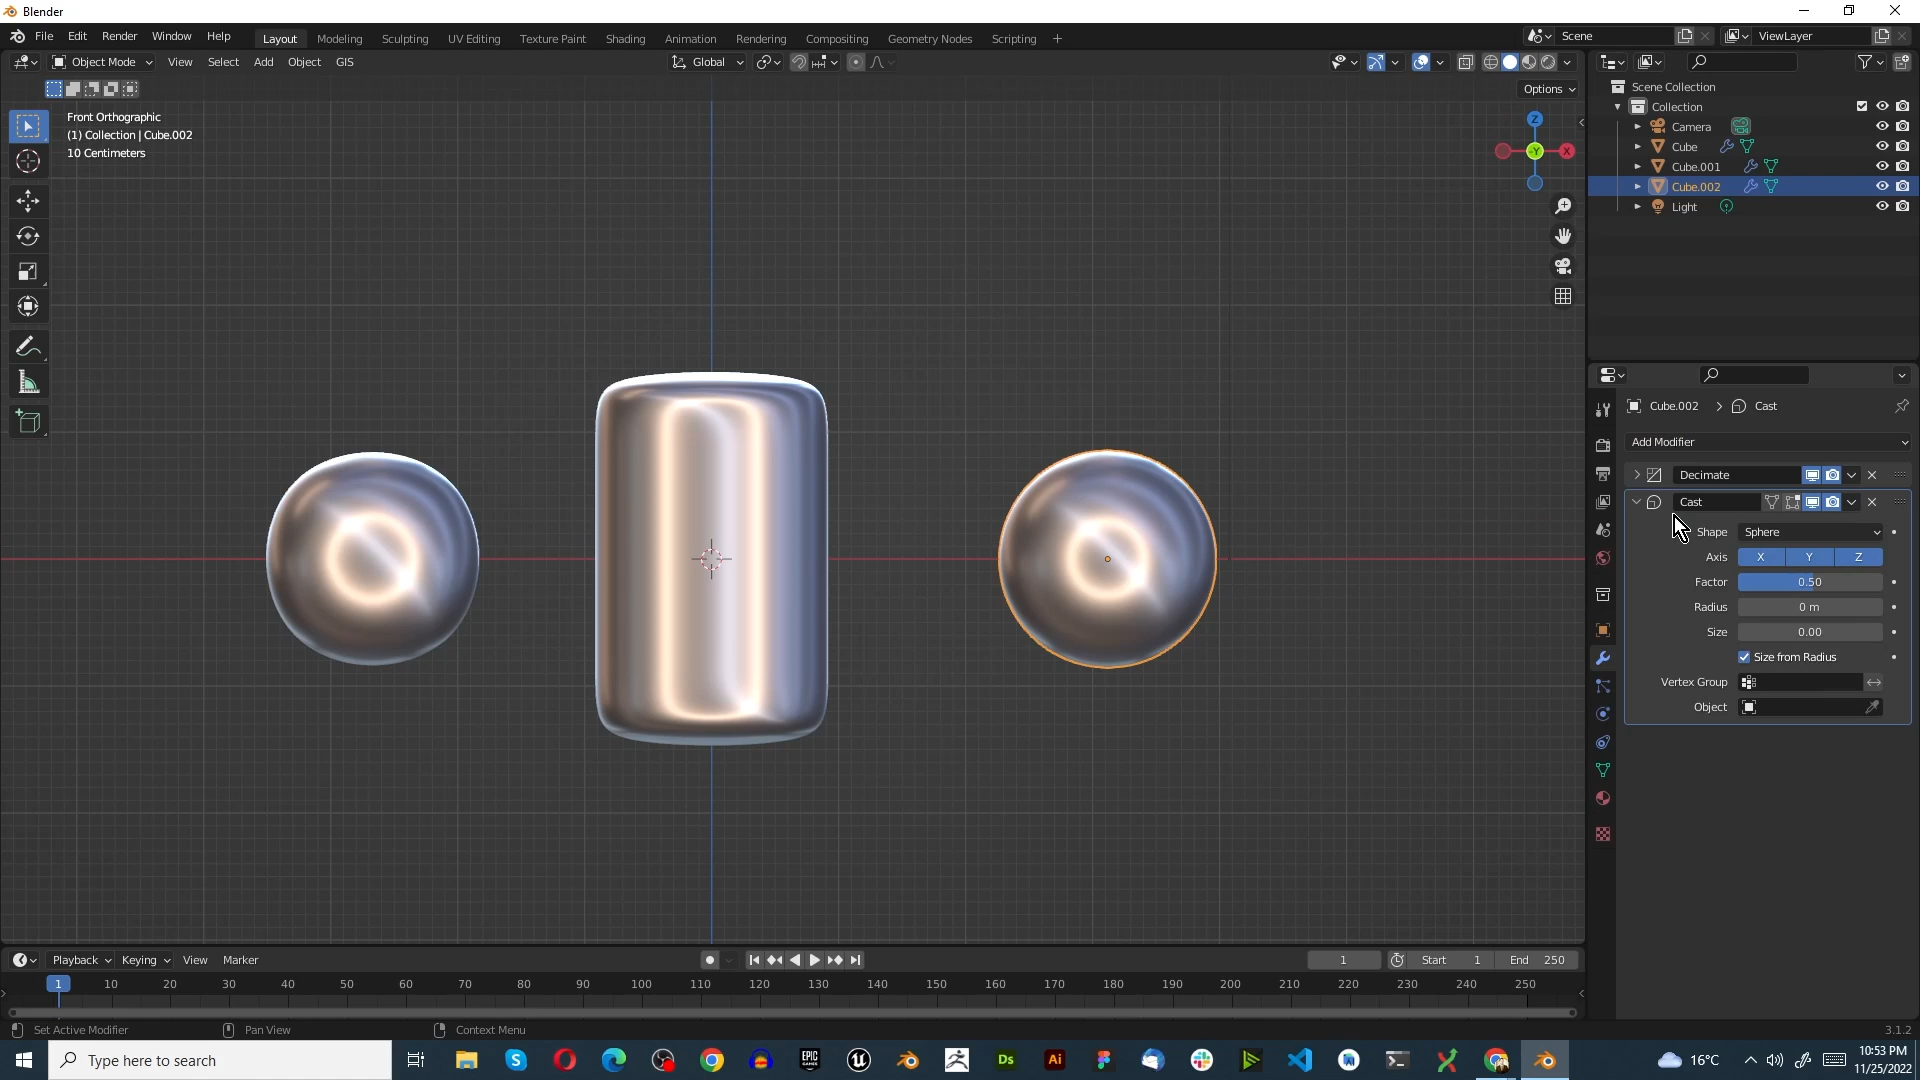 Blender
File Edit Render Window Help
Layout Modeling Sculpting UV Editing Texture Paint Shading Animation Rendering Compositing Geometry Nodes Scripting +
Scene
ViewLayer
Object Mode View Select Add Object GIS
Global
Options
Front Orthographic
(1) Collection | Cube.002
10 Centimeters
Z
-Y
X
Scene Collection
Collection
Camera
Cube
Cube.001
Cube.002
Light
Cube.002 > Cast
Add Modifier
Decimate
Cast
Shape Sphere
Axis X Y Z
Factor 0.50
Radius 0 m
Size 0.00
Size from Radius
Vertex Group
Object
Playback Keying View Marker
1
Start 1 End 250
1 10 20 30 40 50 60 70 80 90 100 110 120 130 140 150 160 170 180 190 200 210 220 230 240 250
Set Active Modifier Pan View Context Menu
3.1.2
Type here to search
EPIC GAMES
Ds
Ai
16°C
10:53 PM
11/25/2022